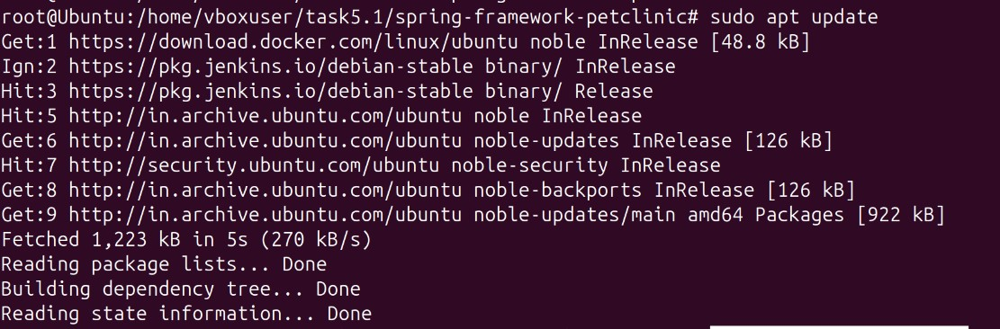 root@Ubuntu:/home/vboxuser/task5.1/spring-framework-petclinic# sudo apt update
Get:1 https://download.docker.com/linux/ubuntu noble InRelease [48.8 kB]
Ign:2 https://pkg.jenkins.io/debian-stable binary/ InRelease
Hit:3 https://pkg.jenkins.io/debian-stable binary/ Release
Hit:5 http://in.archive.ubuntu.com/ubuntu noble InRelease
Get:6 http://in.archive.ubuntu.com/ubuntu noble-updates InRelease [126 kB]
Hit:7 http://security.ubuntu.com/ubuntu noble-security InRelease
Get:8 http://in.archive.ubuntu.com/ubuntu noble-backports InRelease [126 kB]
Get:9 http://in.archive.ubuntu.com/ubuntu noble-updates/main amd64 Packages [922 kB]
Fetched 1,223 kB in 5s (270 kB/s)
Reading package lists... Done
Building dependency tree... Done
Reading state information... Done